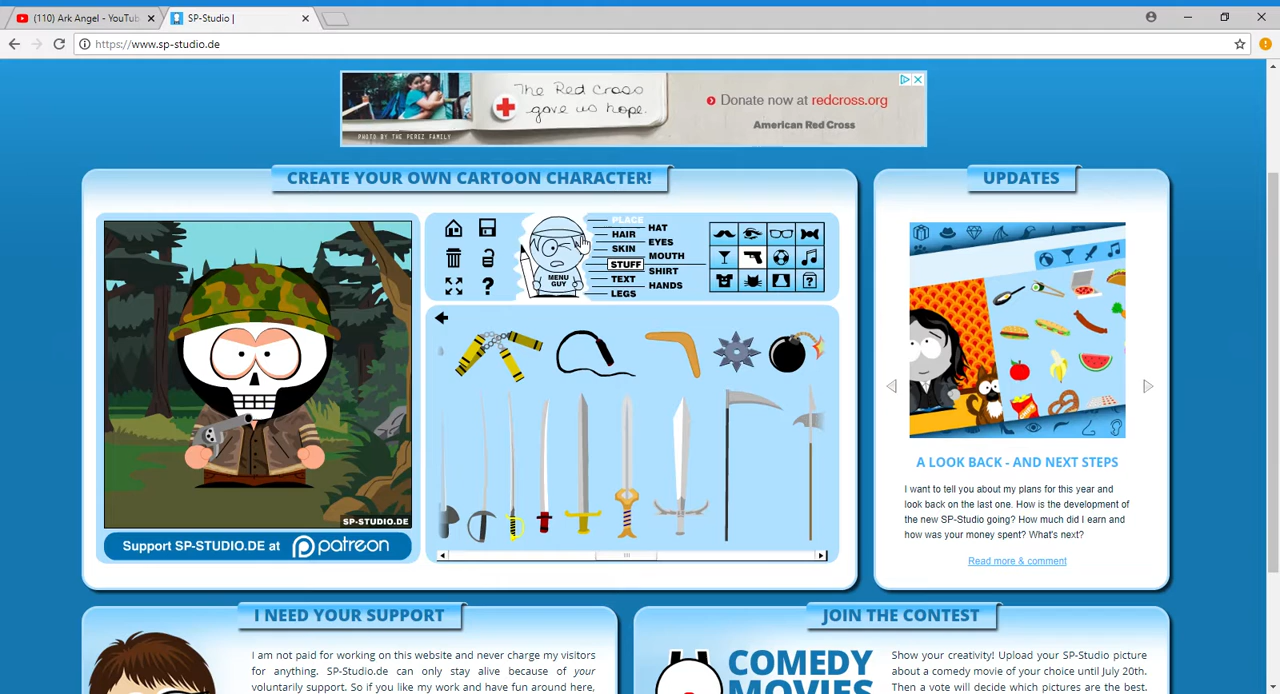 (110) Ark Angel - YouTub
SP-Studio |
https://www.sp-studio.de
The Red Cross
gave us hope.
PHOTO BY THE PEREZ FAMILY
Donate now at redcross.org
American Red Cross
CREATE YOUR OWN CARTOON CHARACTER!
SP-STUDIO.DE
Support SP-STUDIO.DE at patreon
?
MENU
GUY
PLACE
HAIR
SKIN
STUFF
TEXT
LEGS
HAT
EYES
MOUTH
SHIRT
HANDS
?
UPDATES
A LOOK BACK - AND NEXT STEPS
I want to tell you about my plans for this year and
look back on the last one. How is the development of
the new SP-Studio going? How much did I earn and
how was your money spent? What's next?
Read more & comment
I NEED YOUR SUPPORT
I am not paid for working on this website and never charge my visitors
for anything. SP-Studio.de can only stay alive because of your
voluntarily support. So if you like my work and have fun around here,
JOIN THE CONTEST
COMEDY
MOVIES
Show your creativity! Upload your SP-Studio picture
about a comedy movie of your choice until July 20th.
Then a vote will decide which pictures are the best.